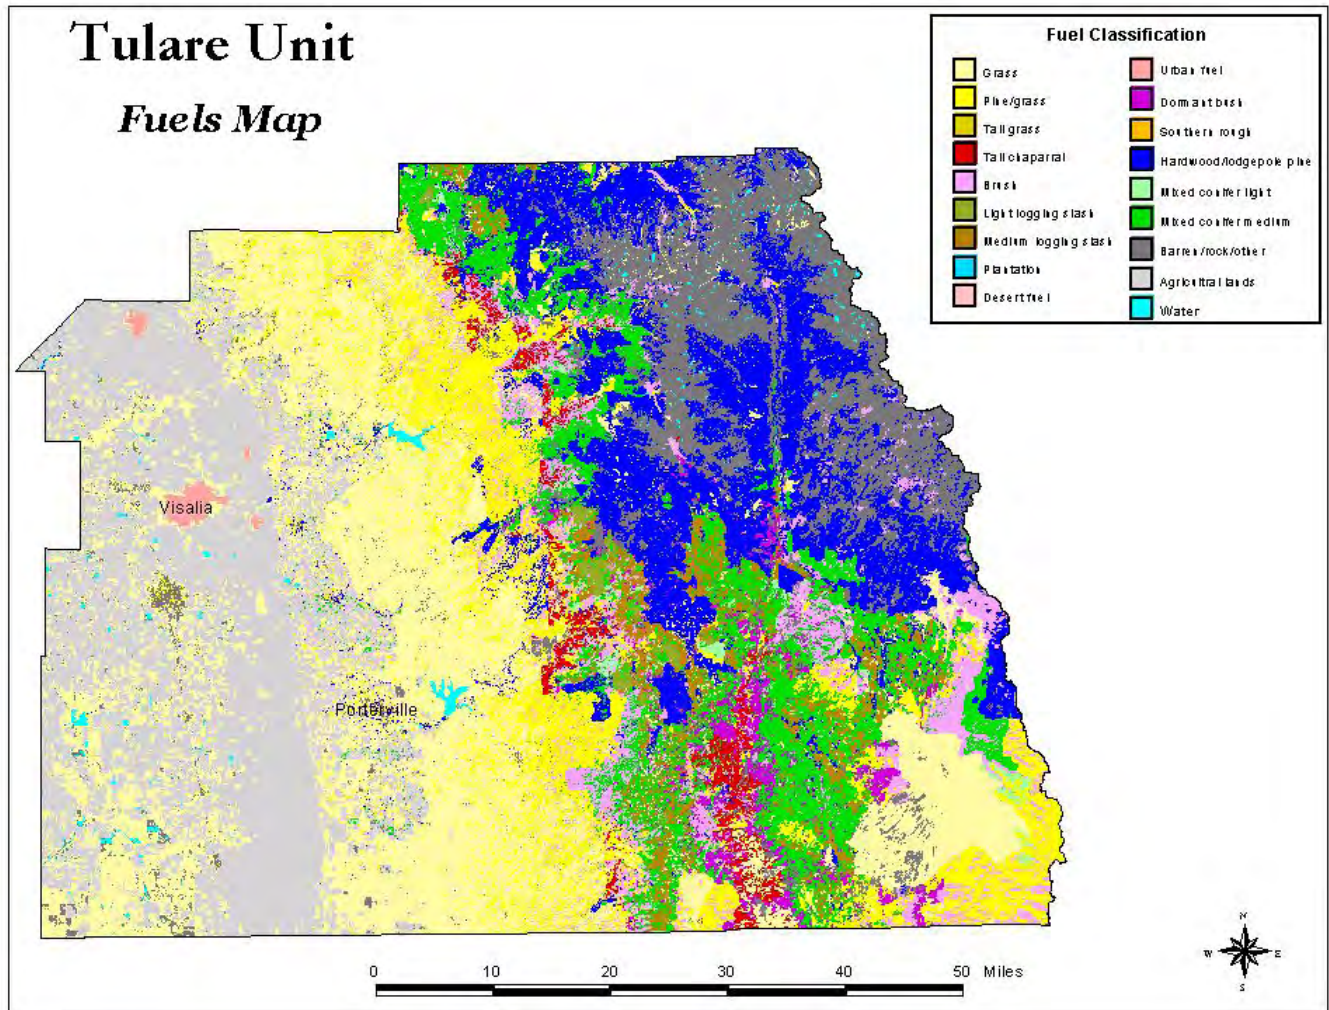 Tulare Unit
Fuels Map
Fuel Classification
Grass
Pine/grass
Tall grass
Tall chaparral
Brush
Light logging slash
Medium logging slash
Plantation
Desert fuel
Urban fuel
Dormant bush
Southern rough
Hardwood/lodgepole pine
Mixed conifer light
Mixed conifer medium
Barren/rock/other
Agricultral lands
Water
Visalia
Porterville
0 10 20 30 40 50 Miles
N
W E
S